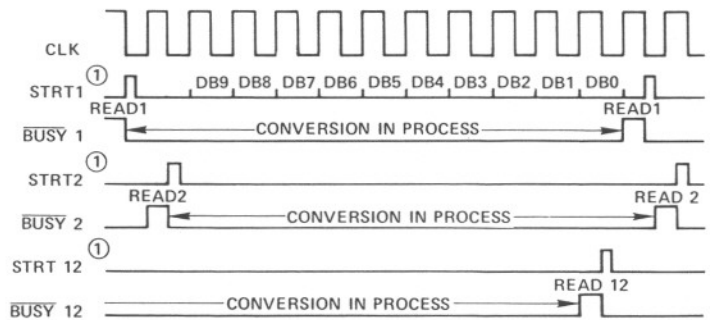 CLK
STRT1 ① DB9 DB8 DB7 DB6 DB5 DB4 DB3 DB2 DB1 DB0
READ1 READ1
BUSY 1 CONVERSION IN PROCESS
STRT2 ①
READ2 READ 2
BUSY 2 CONVERSION IN PROCESS
STRT 12 ①
READ 12
BUSY 12 CONVERSION IN PROCESS